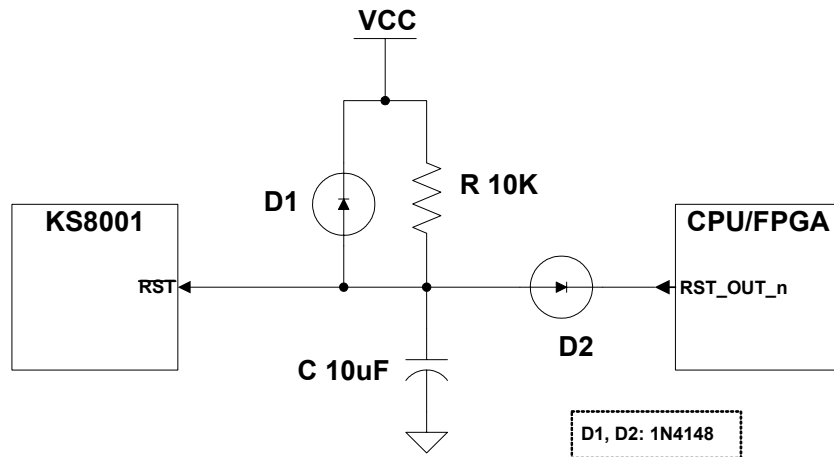 VCC
D1
R 10K
KS8001
CPU/FPGA
RST
RST_OUT_n
D2
C 10uF
D1, D2: 1N4148